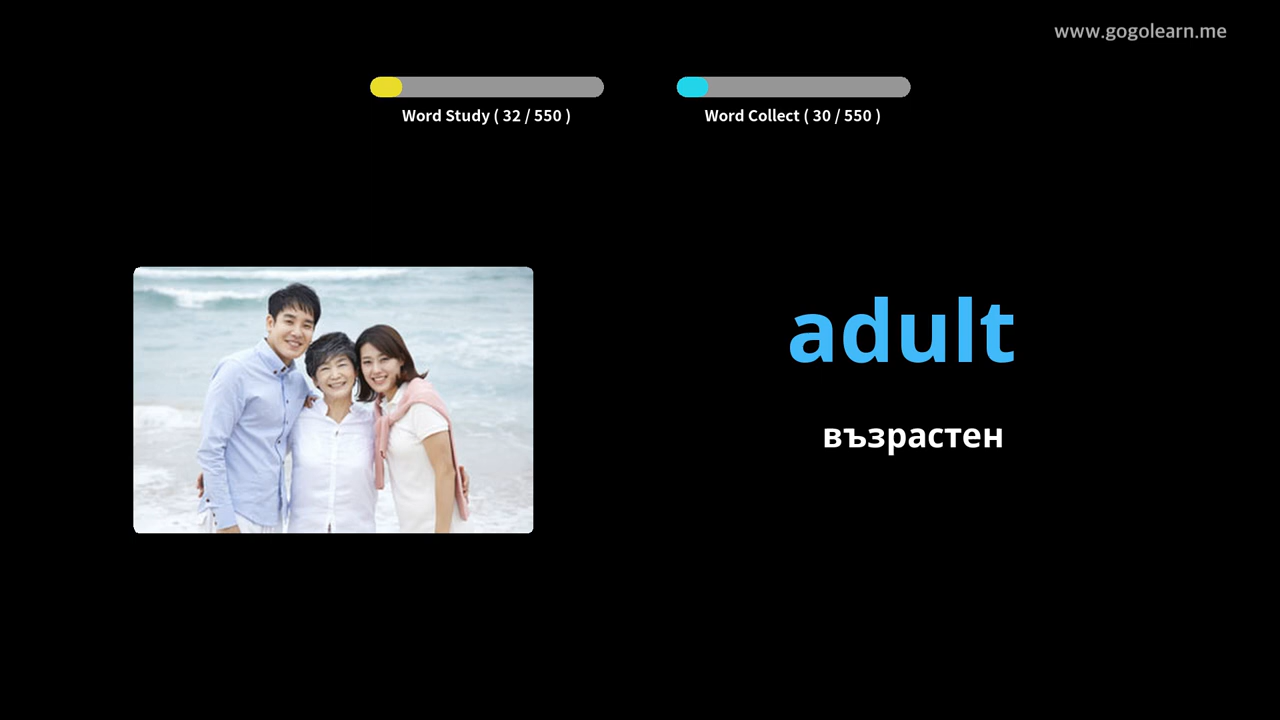 www.gogolearn.me
Word Study ( 32 / 550 )
Word Collect ( 30 / 550 )
adult
възрастен